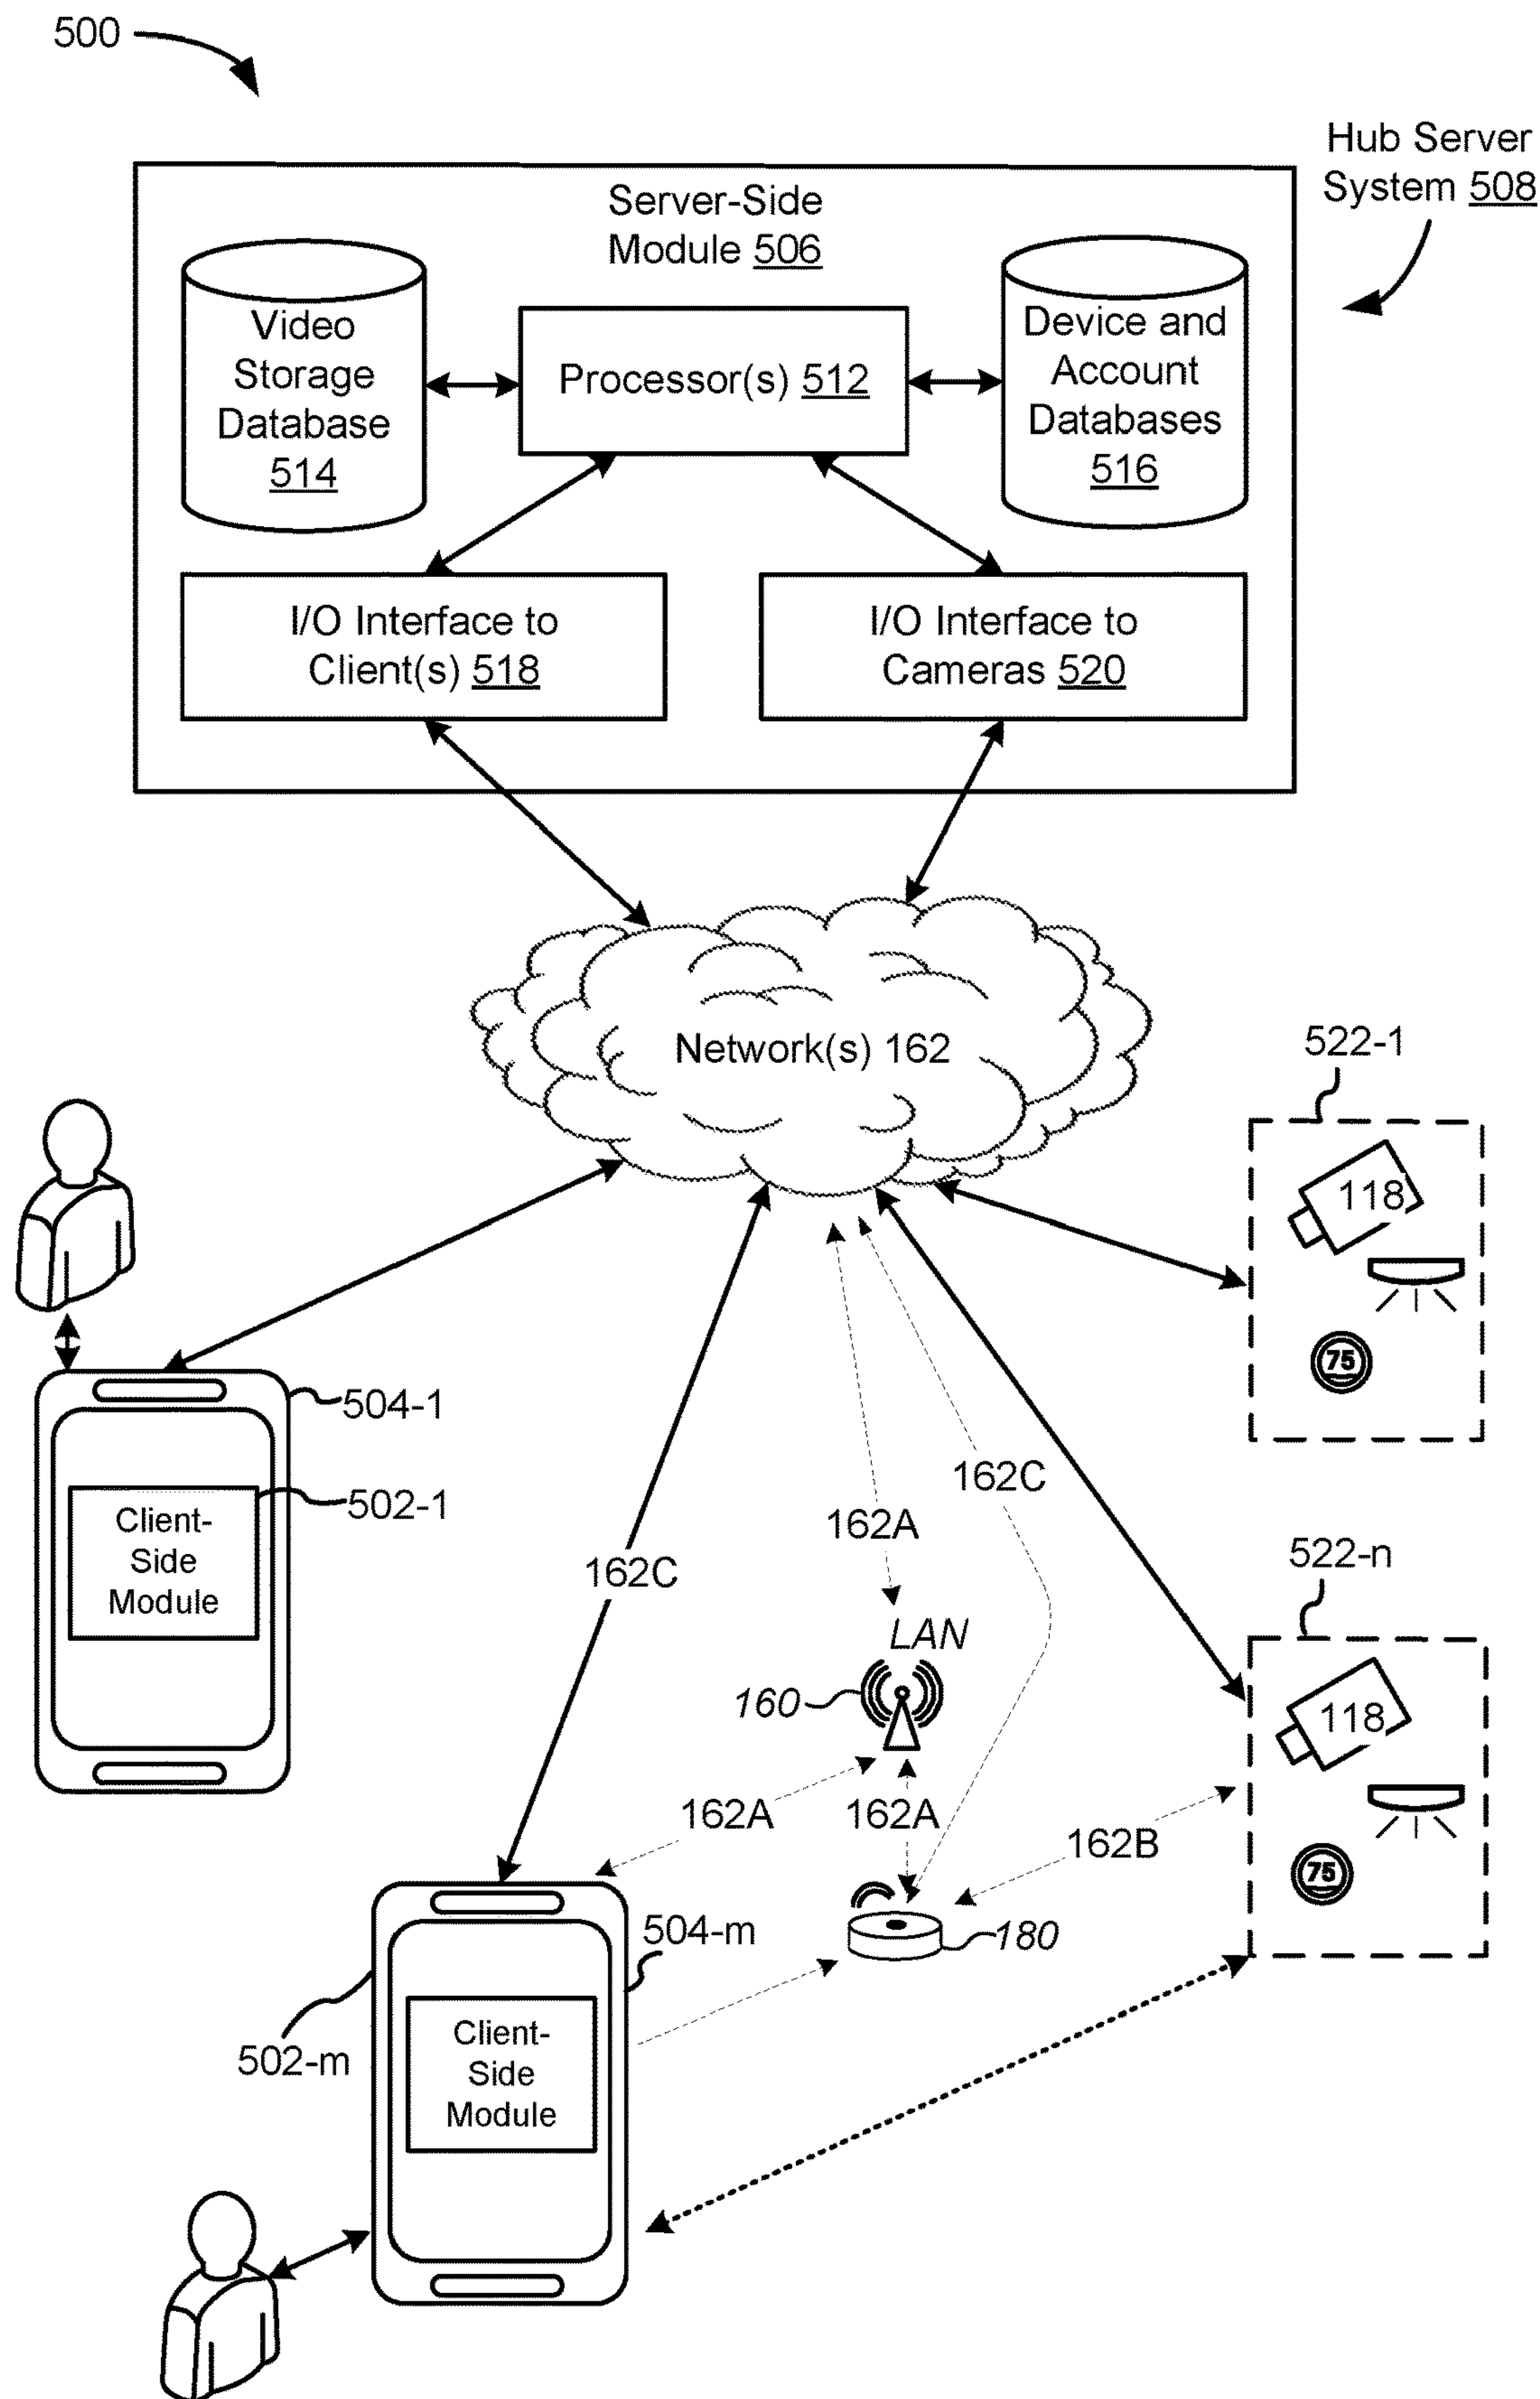 500
Hub Server
System 508
Server-Side
Module 506
Video
Storage
Database
514
Processor(s) 512
Device and
Account
Databases
516
I/O Interface to
Client(s) 518
I/O Interface to
Cameras 520
Network(s) 162
522-1
118
75
504-1
502-1
Client-
Side
Module
162C
162A
162C
LAN
160
162A
162A
162B
522-n
118
75
180
504-m
502-m
Client-
Side
Module